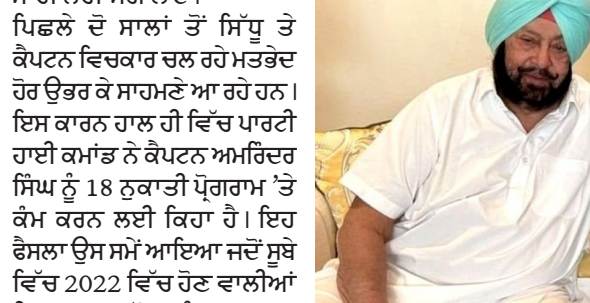 ਪਿਛਲੇ ਦੋ ਸਾਲਾਂ ਤੋਂ ਸਿੱਧੂ ਤੇ
ਕੈਪਟਨ ਵਿਚਕਾਰ ਚਲ ਰਹੇ ਮਤਭੇਦ
ਹੋਰ ਉਭਰ ਕੇ ਸਾਹਮਣੇ ਆ ਰਹੇ ਹਨ।
ਇਸ ਕਾਰਨ ਹਾਲ ਹੀ ਵਿੱਚ ਪਾਰਟੀ
ਹਾਈ ਕਮਾਂਡ ਨੇ ਕੈਪਟਨ ਅਮਰਿੰਦਰ
ਸਿੰਘ ਨੂੰ 18 ਨੁਕਾਤੀ ਪ੍ਰੋਗਰਾਮ ’ਤੇ
ਕੰਮ ਕਰਨ ਲਈ ਕਿਹਾ ਹੈ। ਇਹ
ਫੈਸਲਾ ਉਸ ਸਮੇਂ ਆਇਆ ਜਦੋਂ ਸੂਬੇ
ਵਿੱਚ 2022 ਵਿੱਚ ਹੋਣ ਵਾਲੀਆਂ